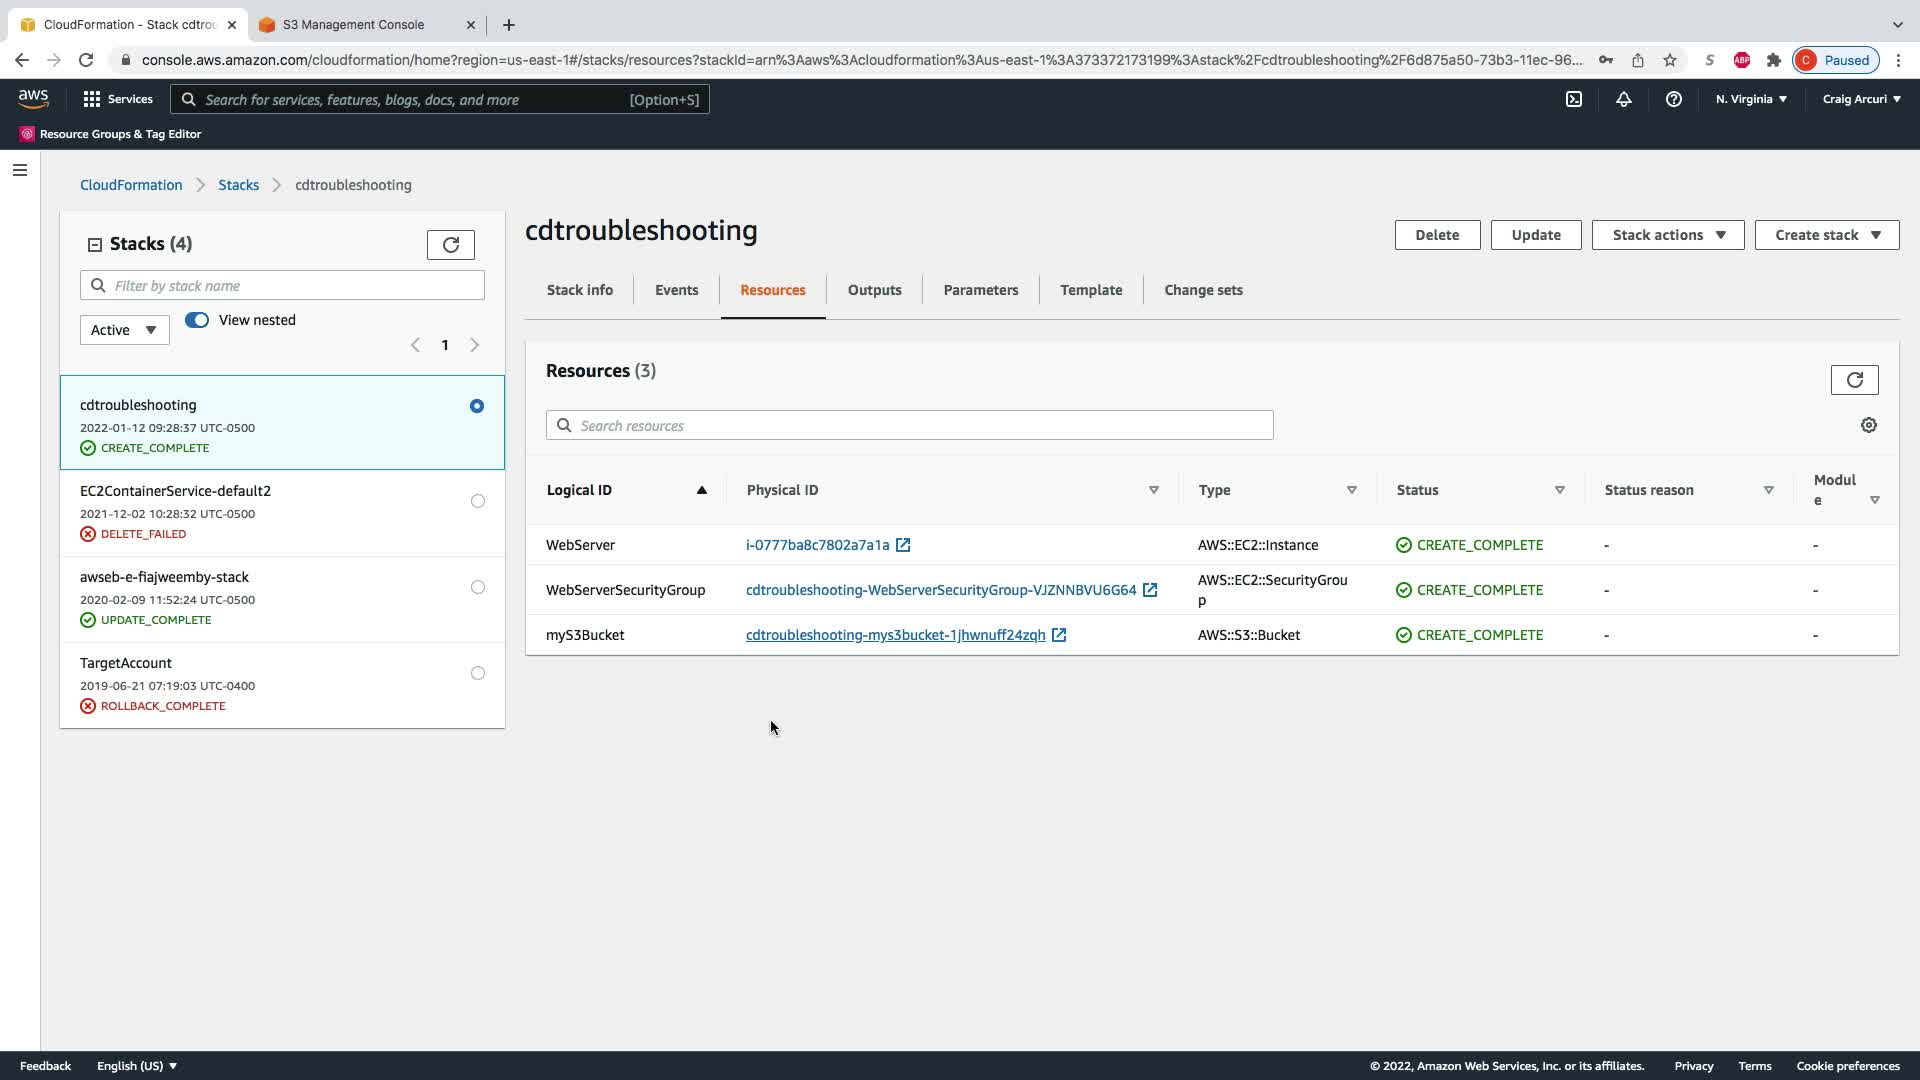 CloudFormation - Stack cdtrou
S3 Management Console
console.aws.amazon.com/cloudformation/home?region=us-east-1#/stacks/resources?stackId=arn%3Aaws%3Acloudformation%3Aus-east-1%3A373372173199%3Astack%2Fcdtroubleshooting%2F6d875a50-73b3-11ec-96...
S
ABP
C Paused
aws
Services
Search for services, features, blogs, docs, and more [Option+S]
N. Virginia ▼
Craig Arcuri ▼
Resource Groups & Tag Editor
CloudFormation > Stacks > cdtroubleshooting
Stacks (4)
Filter by stack name
Active ▼
View nested
< 1 >
cdtroubleshooting
2022-01-12 09:28:37 UTC-0500
CREATE_COMPLETE
EC2ContainerService-default2
2021-12-02 10:28:32 UTC-0500
DELETE_FAILED
awseb-e-fiajweemby-stack
2020-02-09 11:52:24 UTC-0500
UPDATE_COMPLETE
TargetAccount
2019-06-21 07:19:03 UTC-0400
ROLLBACK_COMPLETE
cdtroubleshooting
Delete
Update
Stack actions ▼
Create stack ▼
Stack info
Events
Resources
Outputs
Parameters
Template
Change sets
Resources (3)
Search resources
Logical ID
Physical ID
Type
Status
Status reason
Modul
e
WebServer i-0777ba8c7802a7a1a AWS::EC2::Instance CREATE_COMPLETE - -
WebServerSecurityGroup cdtroubleshooting-WebServerSecurityGroup-VJZNNBVU6G64 AWS::EC2::SecurityGrou CREATE_COMPLETE - -
p
myS3Bucket cdtroubleshooting-mys3bucket-1jhwnuff24zqh AWS::S3::Bucket CREATE_COMPLETE - -
Feedback English (US) ▼ © 2022, Amazon Web Services, Inc. or its affiliates. Privacy Terms Cookie preferences